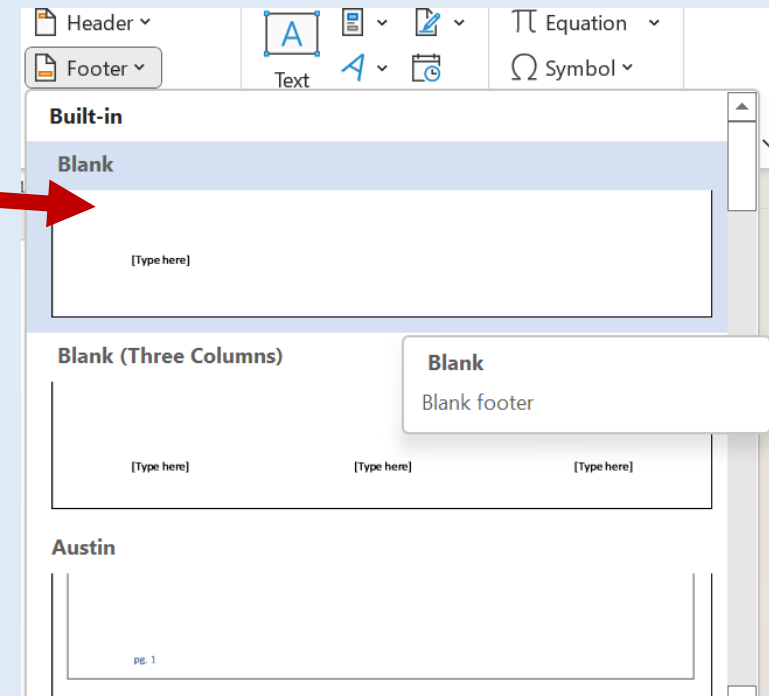 Header
Equation
Footer
Text
Symbol
Built-in
Blank
[Type here]
Blank (Three Columns)
Blank
Blank footer
[Type here] [Type here] [Type here]
Austin
pg. 1